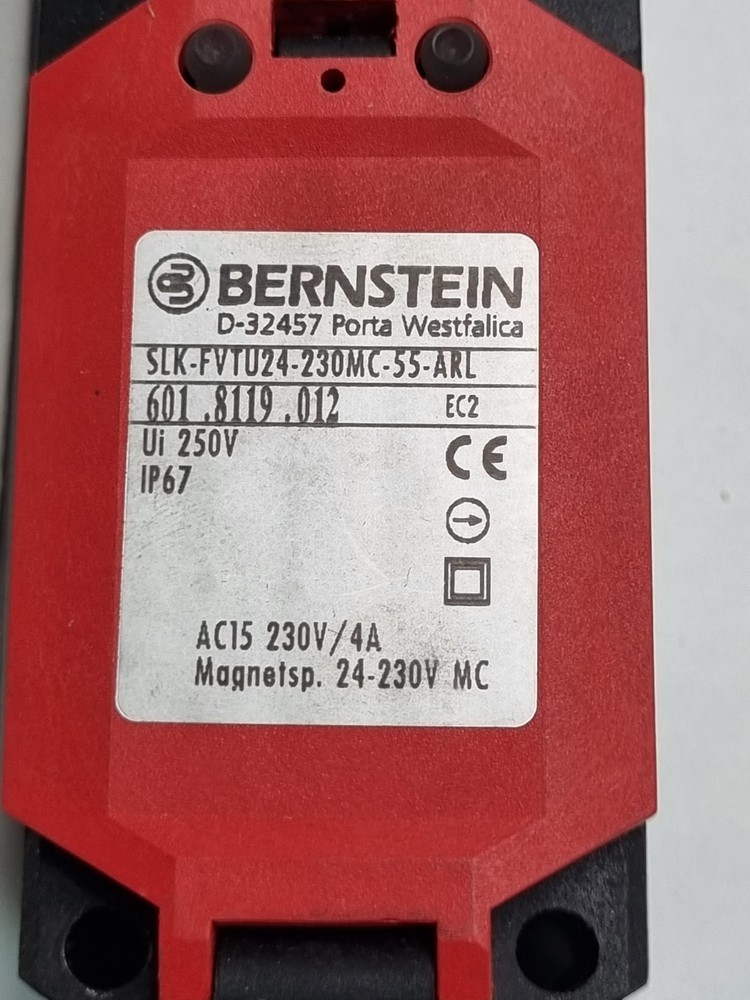 BERNSTEIN
D-32457 Porta Westfalica
SLK-FVTU24-230MC-55-ARL
601.8119.012 EC2
Ui 250V
IP67
CE
AC15 230V/4A
Magnetsp. 24-230V MC